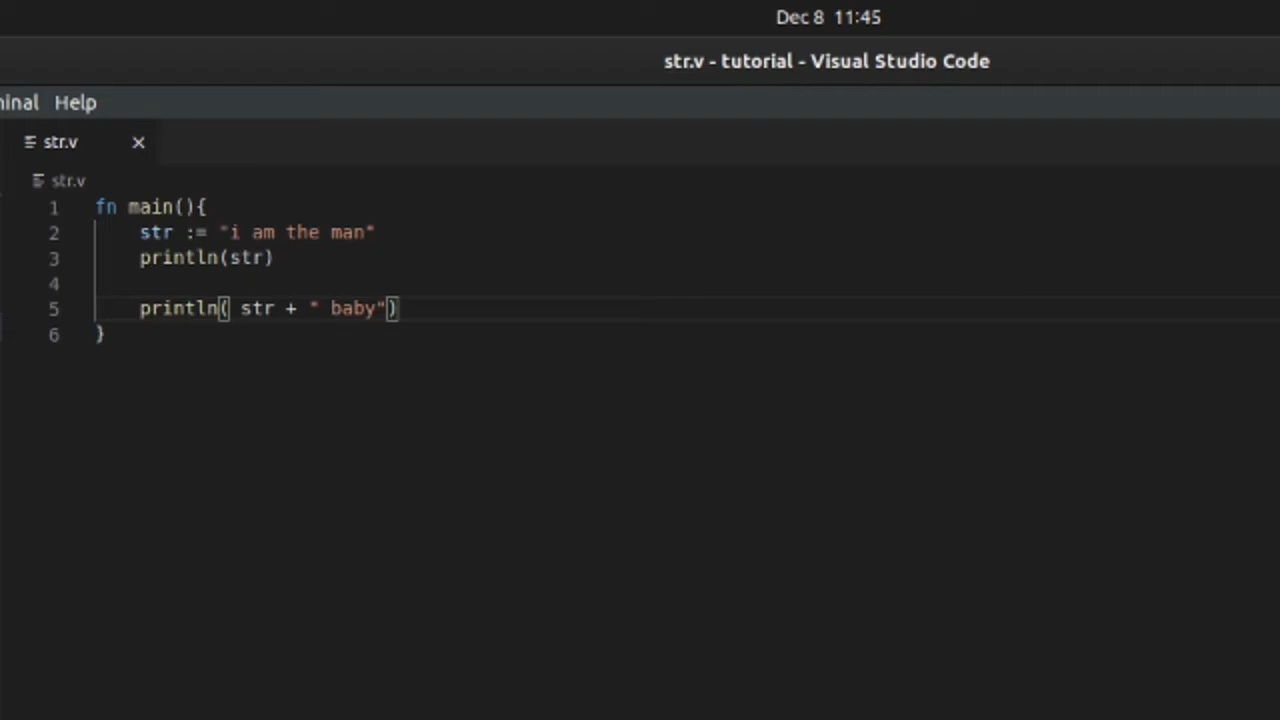 Dec 8 11:45
str.v - tutorial - Visual Studio Code
Help
str.v
str.v
1 fn main(){
2     str := "i am the man"
3     println(str)
4
5     println( str + " baby")
6 }